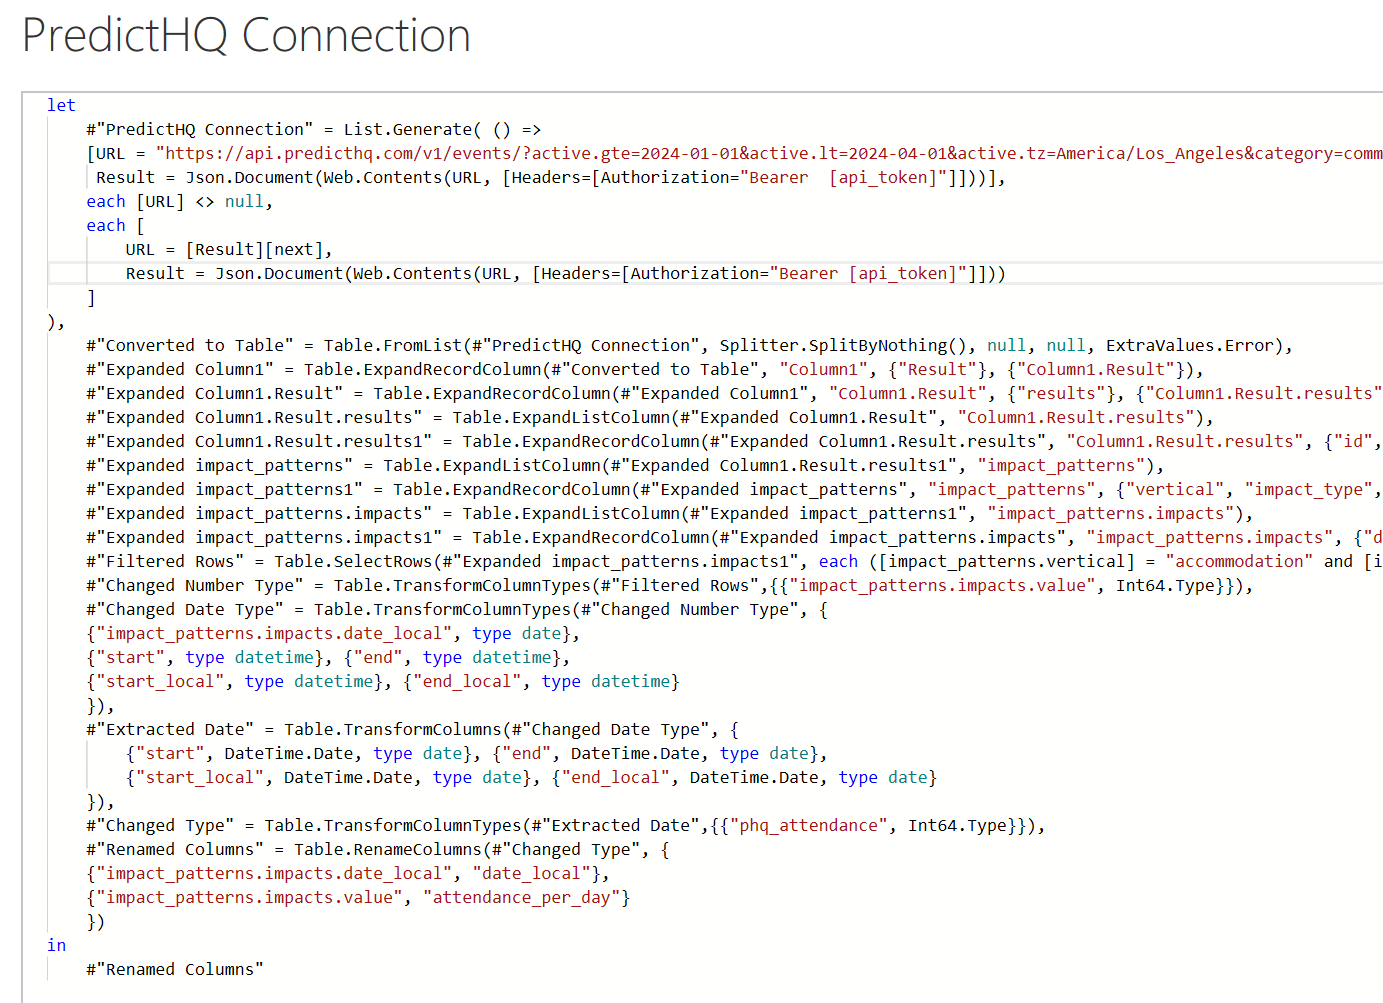 PredictHQ Connection
let
#"PredictHQ Connection" = List.Generate( () =>
[URL = "https://api.predicthq.com/v1/events/?active.gte=2024-01-01&active.lt=2024-04-01&active.tz=America/Los_Angeles&category=comm
Result = Json.Document(Web.Contents(URL, [Headers=[Authorization="Bearer  [api_token]"]]))],
each [URL] <> null,
each [
URL = [Result][next],
Result = Json.Document(Web.Contents(URL, [Headers=[Authorization="Bearer [api_token]"]]))
]
),
#"Converted to Table" = Table.FromList(#"PredictHQ Connection", Splitter.SplitByNothing(), null, null, ExtraValues.Error),
#"Expanded Column1" = Table.ExpandRecordColumn(#"Converted to Table", "Column1", {"Result"}, {"Column1.Result"}),
#"Expanded Column1.Result" = Table.ExpandRecordColumn(#"Expanded Column1", "Column1.Result", {"results"}, {"Column1.Result.results"
#"Expanded Column1.Result.results" = Table.ExpandListColumn(#"Expanded Column1.Result", "Column1.Result.results"),
#"Expanded Column1.Result.results1" = Table.ExpandRecordColumn(#"Expanded Column1.Result.results", "Column1.Result.results", {"id",
#"Expanded impact_patterns" = Table.ExpandListColumn(#"Expanded Column1.Result.results1", "impact_patterns"),
#"Expanded impact_patterns1" = Table.ExpandRecordColumn(#"Expanded impact_patterns", "impact_patterns", {"vertical", "impact_type",
#"Expanded impact_patterns.impacts" = Table.ExpandListColumn(#"Expanded impact_patterns1", "impact_patterns.impacts"),
#"Expanded impact_patterns.impacts1" = Table.ExpandRecordColumn(#"Expanded impact_patterns.impacts", "impact_patterns.impacts", {"d
#"Filtered Rows" = Table.SelectRows(#"Expanded impact_patterns.impacts1", each ([impact_patterns.vertical] = "accommodation" and [i
#"Changed Number Type" = Table.TransformColumnTypes(#"Filtered Rows",{{"impact_patterns.impacts.value", Int64.Type}}),
#"Changed Date Type" = Table.TransformColumnTypes(#"Changed Number Type", {
{"impact_patterns.impacts.date_local", type date},
{"start", type datetime}, {"end", type datetime},
{"start_local", type datetime}, {"end_local", type datetime}
}),
#"Extracted Date" = Table.TransformColumns(#"Changed Date Type", {
{"start", DateTime.Date, type date}, {"end", DateTime.Date, type date},
{"start_local", DateTime.Date, type date}, {"end_local", DateTime.Date, type date}
}),
#"Changed Type" = Table.TransformColumnTypes(#"Extracted Date",{{"phq_attendance", Int64.Type}}),
#"Renamed Columns" = Table.RenameColumns(#"Changed Type", {
{"impact_patterns.impacts.date_local", "date_local"},
{"impact_patterns.impacts.value", "attendance_per_day"}
})
in
#"Renamed Columns"